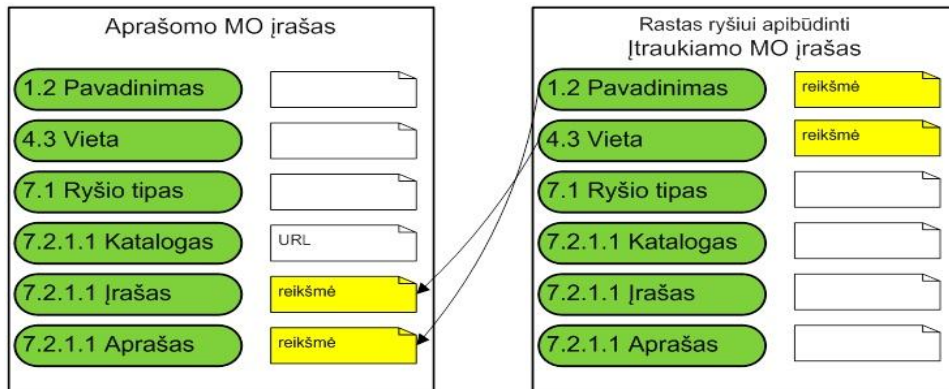 Aprašomo MO įrašas
1.2 Pavadinimas
4.3 Vieta
7.1 Ryšio tipas
7.2.1.1 Katalogas
URL
7.2.1.1 Įrašas
reikšmė
7.2.1.1 Aprašas
reikšmė
Rastas ryšiui apibūdinti
Įtraukiamo MO įrašas
1.2 Pavadinimas
reikšmė
4.3 Vieta
reikšmė
7.1 Ryšio tipas
7.2.1.1 Katalogas
7.2.1.1 Įrašas
7.2.1.1 Aprašas